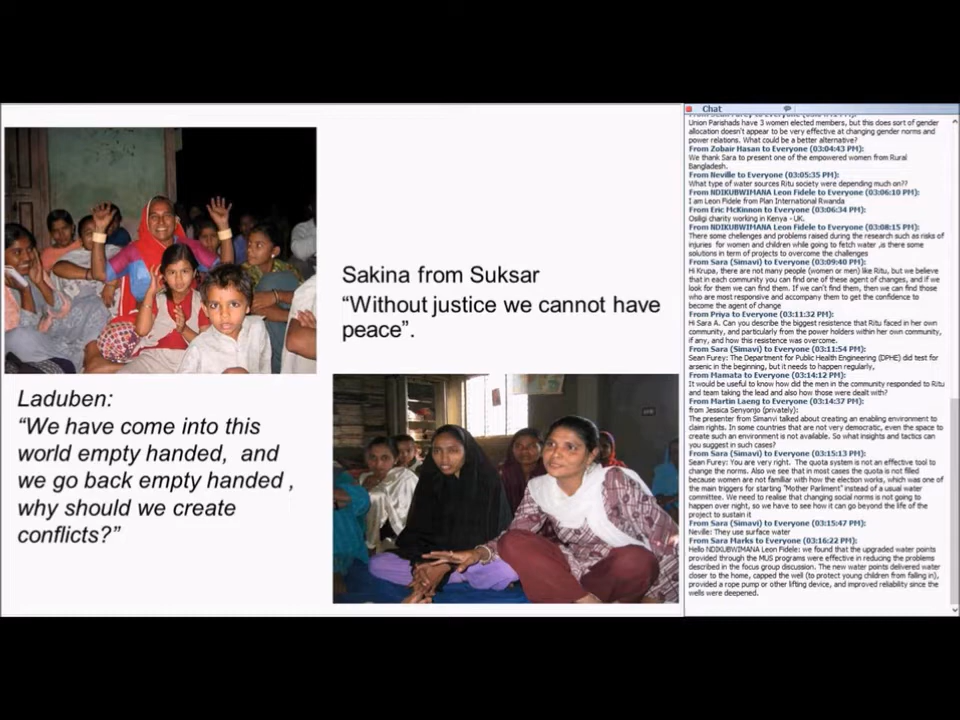 Laduben:
“We have come into this
world empty handed, and
we go back empty handed ,
why should we create
conflicts?”
Sakina from Suksar
“Without justice we cannot have
peace”.
Chat
Union Parishads have 3 women elected members, but this does sort of gender
allocation doesn't appear to be very effective at changing gender norms and
power relations. What could be a better alternative?
From Zobair Hasan to Everyone (03:04:43 PM):
We thank Sara to present one of the empowered women from Rural
Bangladesh.
From Neville to Everyone (03:05:35 PM):
What type of water sources Ritu society were depending much on??
From NDIKUBWIMANA Leon Fidele to Everyone (03:06:10 PM):
I am Leon Fidele from Plan International Rwanda
From Eric McKinnon to Everyone (03:06:34 PM):
Osiligi charity working in Kenya - UK.
From NDIKUBWIMANA Leon Fidele to Everyone (03:08:15 PM):
There some chellenges and problems raised during the research such as risks of
injuries for women and children while going to fetch water ,is there some
solutions in term of projects to overcome the challenges
From Sara (Simavi) to Everyone (03:09:40 PM):
Hi Krupa, there are not many people (women or men) like Ritu, but we believe
that in each community you can find one of these agent of changes, and if we
look for them we can find them. If we can't find them, then we can find those
who are most responsive and accompany them to get the confidence to
become the agent of change
From Priya to Everyone (03:11:32 PM):
Hi Sara A. Can you describe the biggest resistence that Ritu faced in her own
community, and particularly from the power holders within her own community,
if any, and how this resistence was overcome.
From Sara (Simavi) to Everyone (03:11:54 PM):
Sean Furey: The Department for Public Health Engineering (DPHE) did test for
arsenic in the beginning, but it needs to happen regularly,
From Mamata to Everyone (03:14:12 PM):
It would be useful to know how did the men in the community responded to Ritu
and team taking the lead and also how those were dealt with?
From Martin Laeng to Everyone (03:14:37 PM):
from Jessica Senyonjo (privately):
The presenter from Simanvi talked about creating an enabling environment to
claim rights. In some countries that are not very democratic, even the space to
create such an environment is not available. So what insights and tactics can
you suggest in such cases?
From Sara (Simavi) to Everyone (03:15:13 PM):
Sean Furey: You are very right. The quota system is not an effective tool to
change the norms. Also we see that in most cases the quota is not filled
because women are not familiar with how the election works, which was one of
the main triggers for starting "Mother Parliment" instead of a usual water
committee. We need to realise that changing social norms is not going to
happen over night, so we have to see how it can go beyond the life of the
project to sustain it
From Sara (Simavi) to Everyone (03:15:47 PM):
Neville: They use surface water
From Sara Marks to Everyone (03:16:22 PM):
Hello NDIKUBWIMANA Leon Fidele: we found that the upgraded water points
provided through the MUS programs were effective in reducing the problems
described in the focus group discussion. The new water points delivered water
closer to the home, capped the well (to protect young children from falling in),
provided a rope pump or other lifting device, and improved reliability since the
wells were deepened.